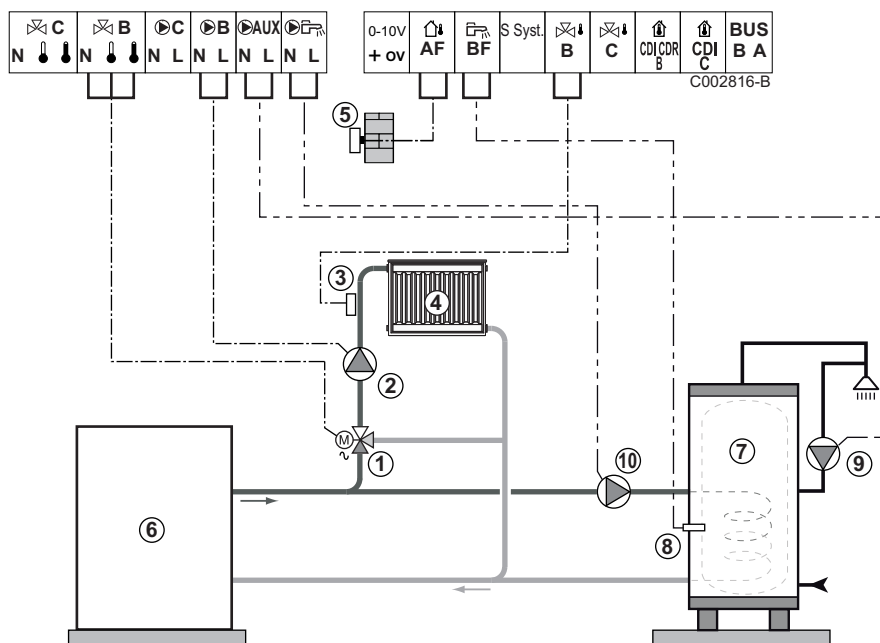 C B C B AUX
N N N L N L N L N L
0-10V
+ OV
AF
BF
S Syst.
B
C
CDI CDR
B
CDI
C
BUS
B A
C002816-B
5
3
4
2
M
1
10
7
9
6
8